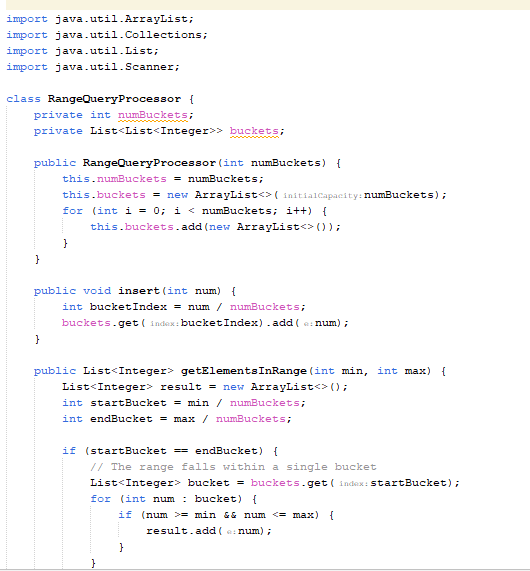 import java.util.ArrayList;
import java.util.Collections;
import java.util.List;
import java.util.Scanner;

class RangeQueryProcessor {
    private int numBuckets;
    private List<List<Integer>> buckets;

    public RangeQueryProcessor(int numBuckets) {
        this.numBuckets = numBuckets;
        this.buckets = new ArrayList<>( initialCapacity: numBuckets);
        for (int i = 0; i < numBuckets; i++) {
            this.buckets.add(new ArrayList<>());
        }
    }

    public void insert(int num) {
        int bucketIndex = num / numBuckets;
        buckets.get( index: bucketIndex).add( e: num);
    }

    public List<Integer> getElementsInRange(int min, int max) {
        List<Integer> result = new ArrayList<>();
        int startBucket = min / numBuckets;
        int endBucket = max / numBuckets;

        if (startBucket == endBucket) {
            // The range falls within a single bucket
            List<Integer> bucket = buckets.get( index: startBucket);
            for (int num : bucket) {
                if (num >= min && num <= max) {
                    result.add( e: num);
                }
            }